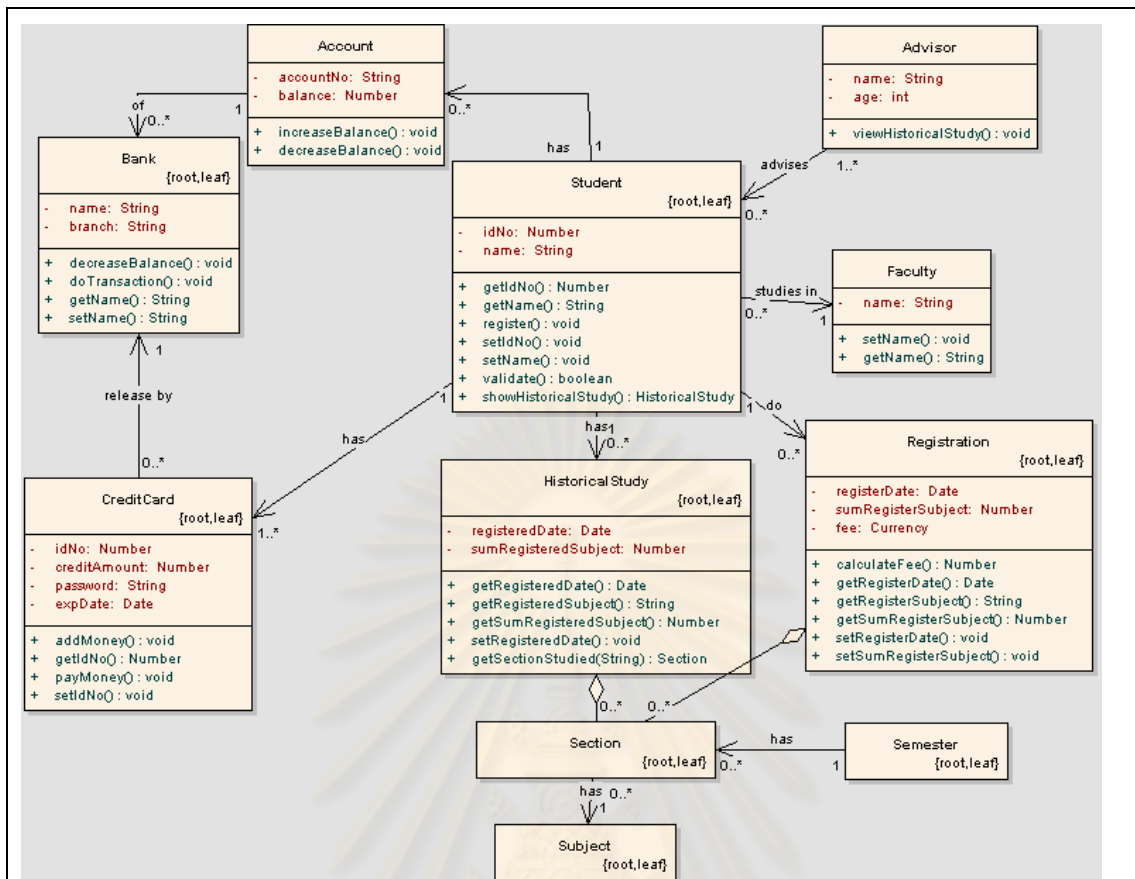 Account
- accountNo: String
- balance: Number
+ increaseBalance() : void
+ decreaseBalance() : void
Advisor
- name: String
- age: int
+ viewHistoricalStudy() : void
of
1
0..*
0..*
has
1
advises
1..*
0..*
Bank
{root,leaf}
- name: String
- branch: String
+ decreaseBalance() : void
+ doTransaction() : void
+ getName() : String
+ setName() : String
Student
{root,leaf}
- idNo: Number
- name: String
+ getIdNo() : Number
+ getName() : String
+ register() : void
+ setIdNo() : void
+ setName() : void
+ validate() : boolean
+ showHistoricalStudy() : HistoricalStudy
studies in
0..*
1
Faculty
- name: String
+ setName() : void
+ getName() : String
1
release by
0..*
1
has
1..*
has
1
0..*
1
do
0..*
CreditCard
{root,leaf}
- idNo: Number
- creditAmount: Number
- password: String
- expDate: Date
+ addMoney() : void
+ getIdNo() : Number
+ payMoney() : void
+ setIdNo() : void
HistoricalStudy
{root,leaf}
- registeredDate: Date
- sumRegisteredSubject: Number
+ getRegisteredDate() : Date
+ getRegisteredSubject() : String
+ getSumRegisteredSubject() : Number
+ setRegisteredDate() : void
+ getSectionStudied(String) : Section
Registration
{root,leaf}
- registerDate: Date
- sumRegisterSubject: Number
- fee: Currency
+ calculateFee() : Number
+ getRegisterDate() : Date
+ getRegisterSubject() : String
+ getSumRegisterSubject() : Number
+ setRegisterDate() : void
+ setSumRegisterSubject() : void
0..*
0..*
Section
{root,leaf}
has
0..*
1
Semester
{root,leaf}
has
0..*
1
Subject
{root,leaf}